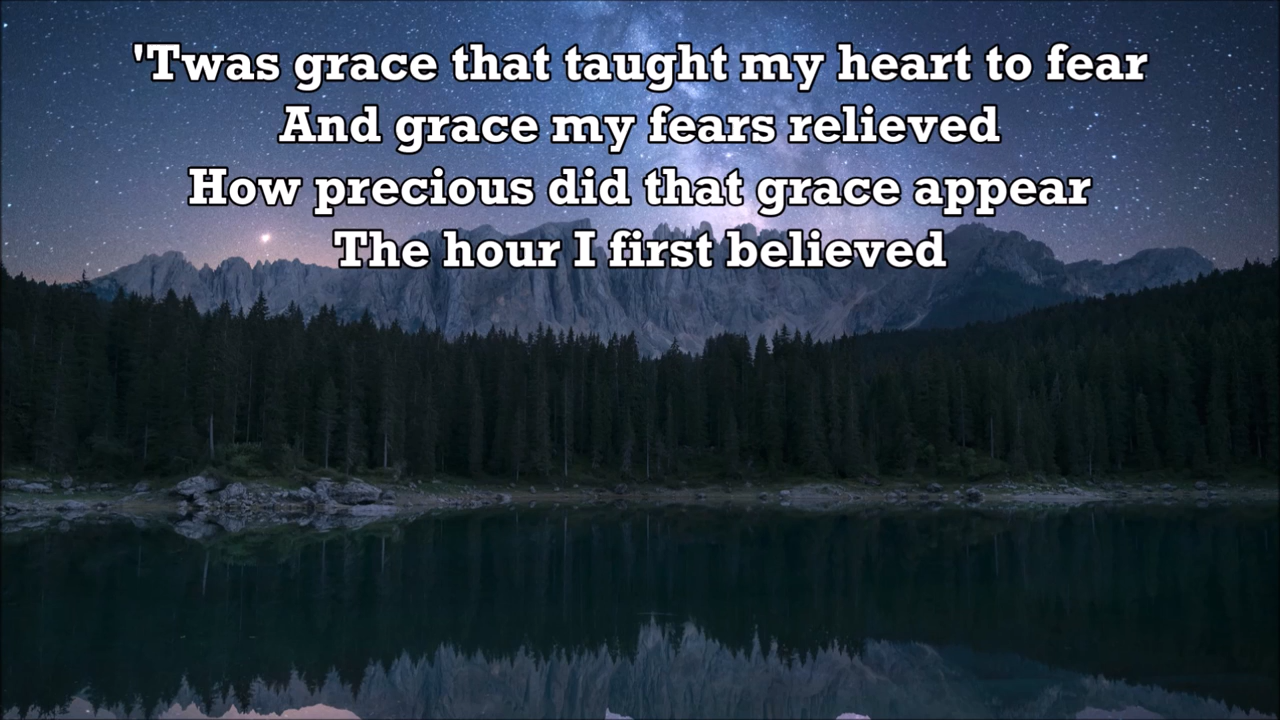 'Twas grace that taught my heart to fear
And grace my fears relieved
How precious did that grace appear
The hour I first believed